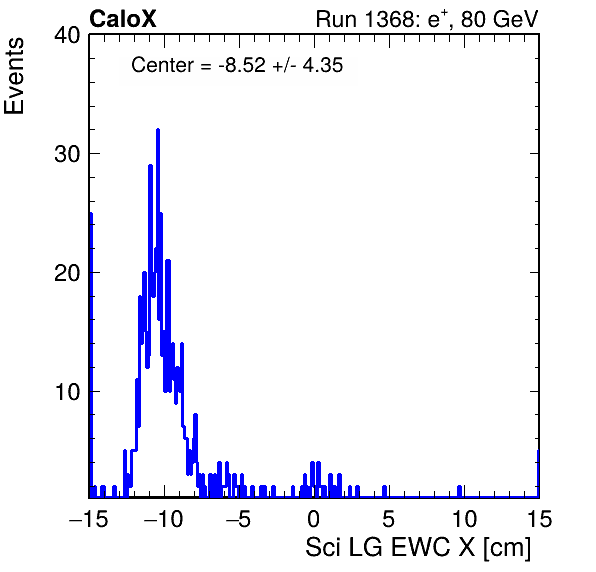 CaloX Run 1368: e⁺, 80 GeV
Center = -8.52 +/- 4.35
Events
40
30
20
10
−15 −10 −5 0 5 10 15
Sci LG EWC X [cm]